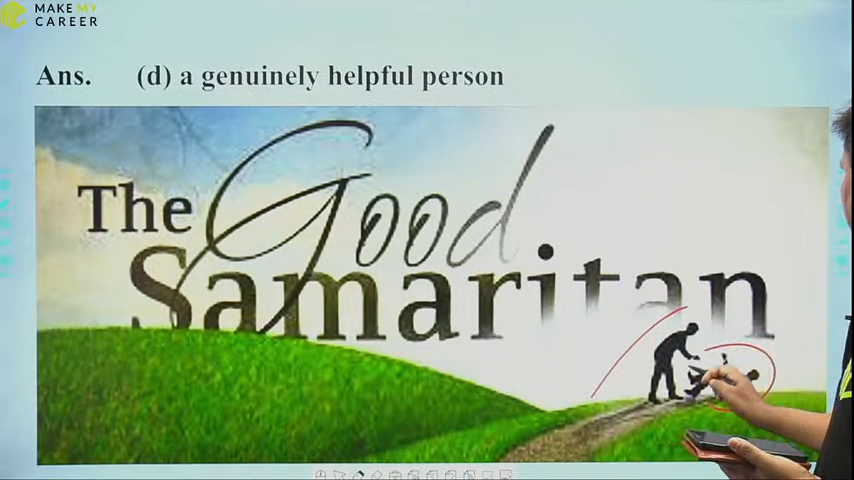 MAKE MY
CAREER
Ans. (d) a genuinely helpful person
The Good
Samaritan